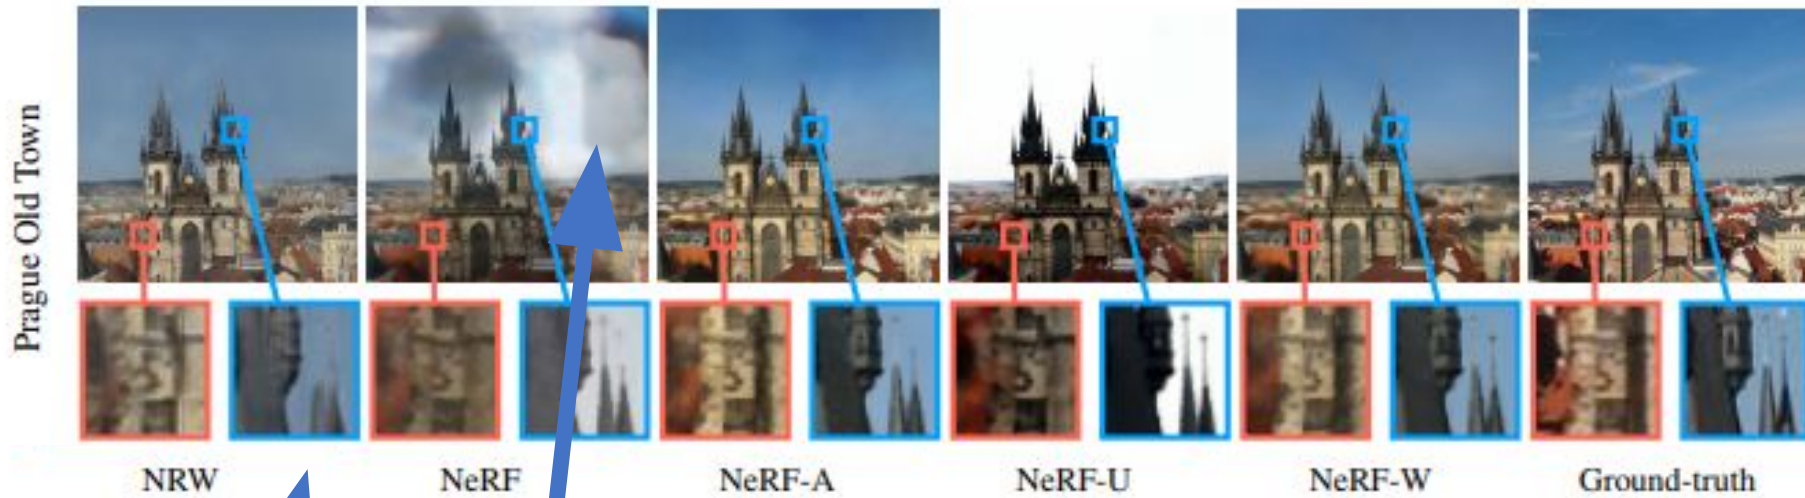 Prague Old Town
NRW NeRF NeRF-A NeRF-U NeRF-W Ground-truth